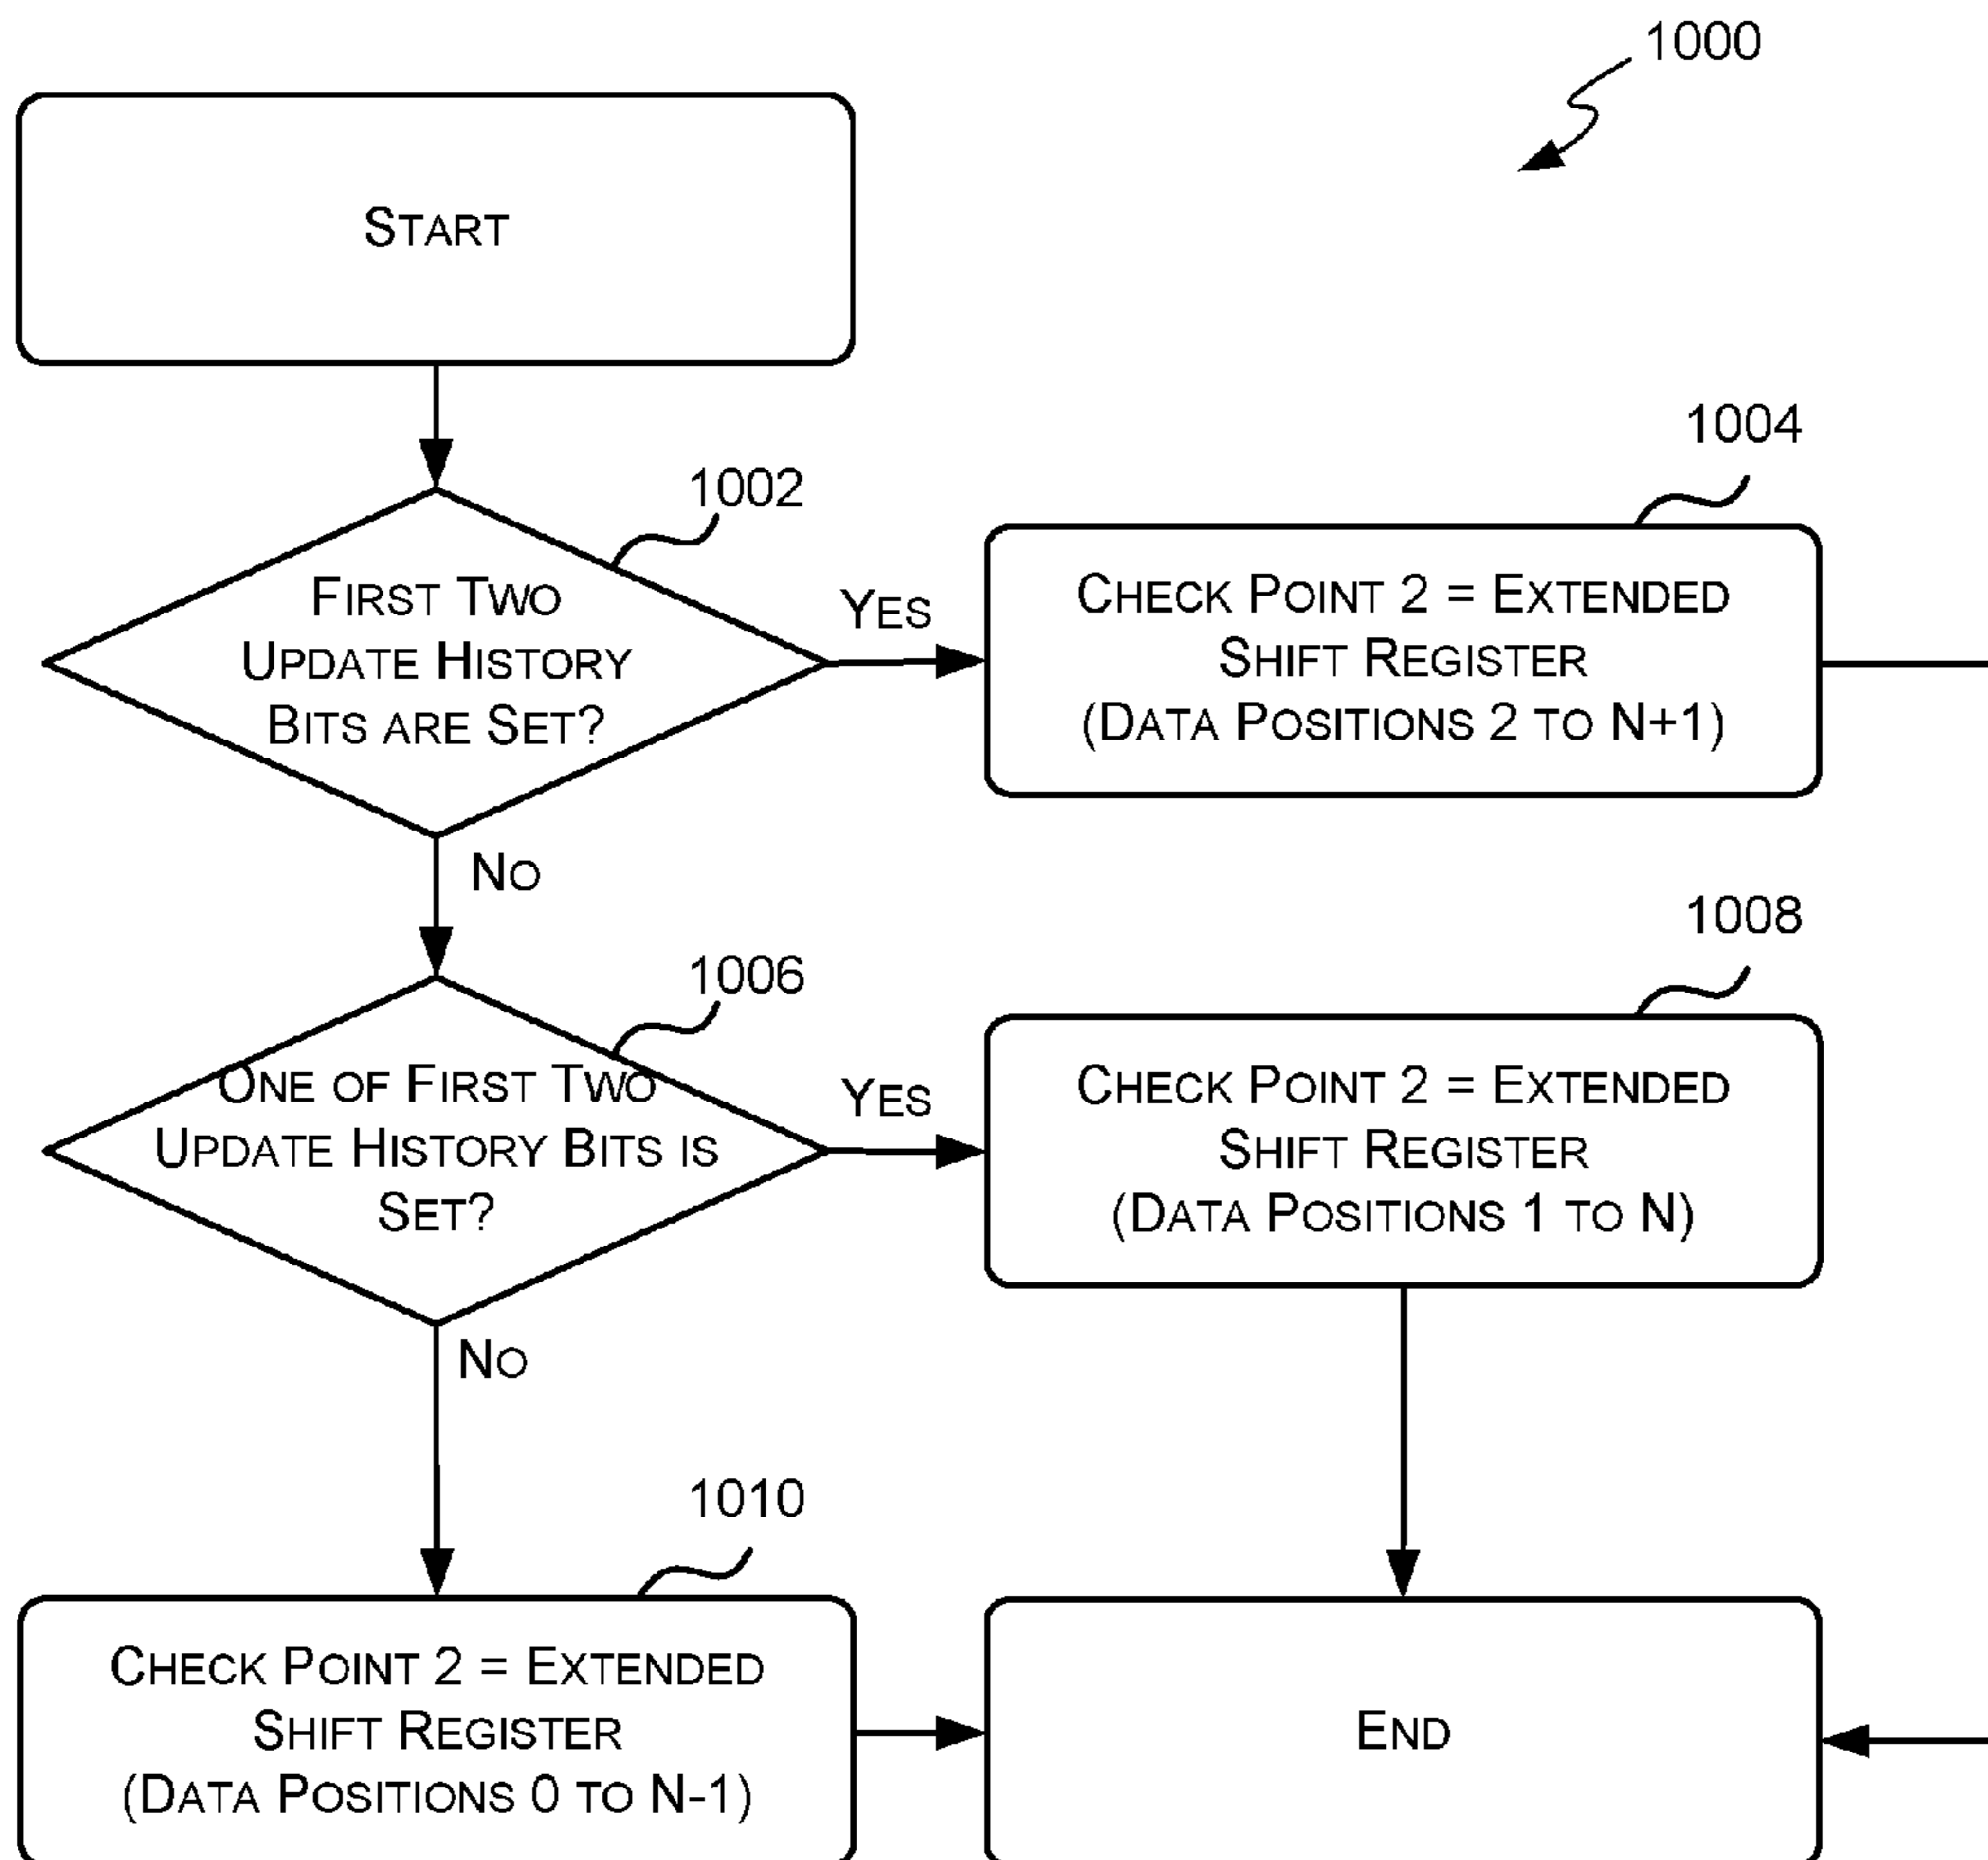 1000
START
1002
FIRST TWO
UPDATE HISTORY
BITS ARE SET?
YES
NO
1004
CHECK POINT 2 = EXTENDED
SHIFT REGISTER
(DATA POSITIONS 2 TO N+1)
1006
ONE OF FIRST TWO
UPDATE HISTORY BITS IS
SET?
YES
NO
1008
CHECK POINT 2 = EXTENDED
SHIFT REGISTER
(DATA POSITIONS 1 TO N)
1010
CHECK POINT 2 = EXTENDED
SHIFT REGISTER
(DATA POSITIONS 0 TO N-1)
END